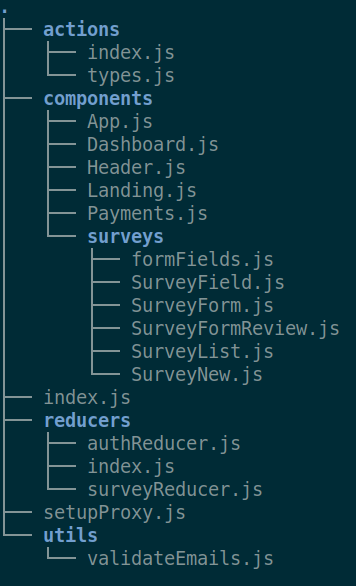 .
├── actions
│   ├── index.js
│   └── types.js
├── components
│   ├── App.js
│   ├── Dashboard.js
│   ├── Header.js
│   ├── Landing.js
│   ├── Payments.js
│   └── surveys
│       ├── formFields.js
│       ├── SurveyField.js
│       ├── SurveyForm.js
│       ├── SurveyFormReview.js
│       ├── SurveyList.js
│       └── SurveyNew.js
├── index.js
├── reducers
│   ├── authReducer.js
│   ├── index.js
│   └── surveyReducer.js
├── setupProxy.js
└── utils
    └── validateEmails.js